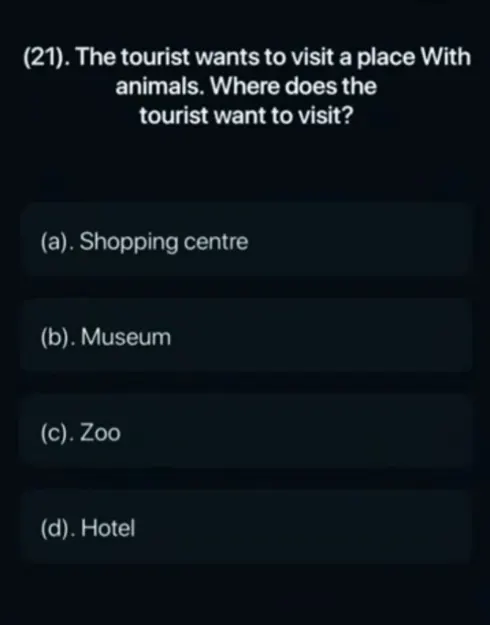 (21). The tourist wants to visit a place With
animals. Where does the
tourist want to visit?
(a). Shopping centre
(b). Museum
(c). Zoo
(d). Hotel